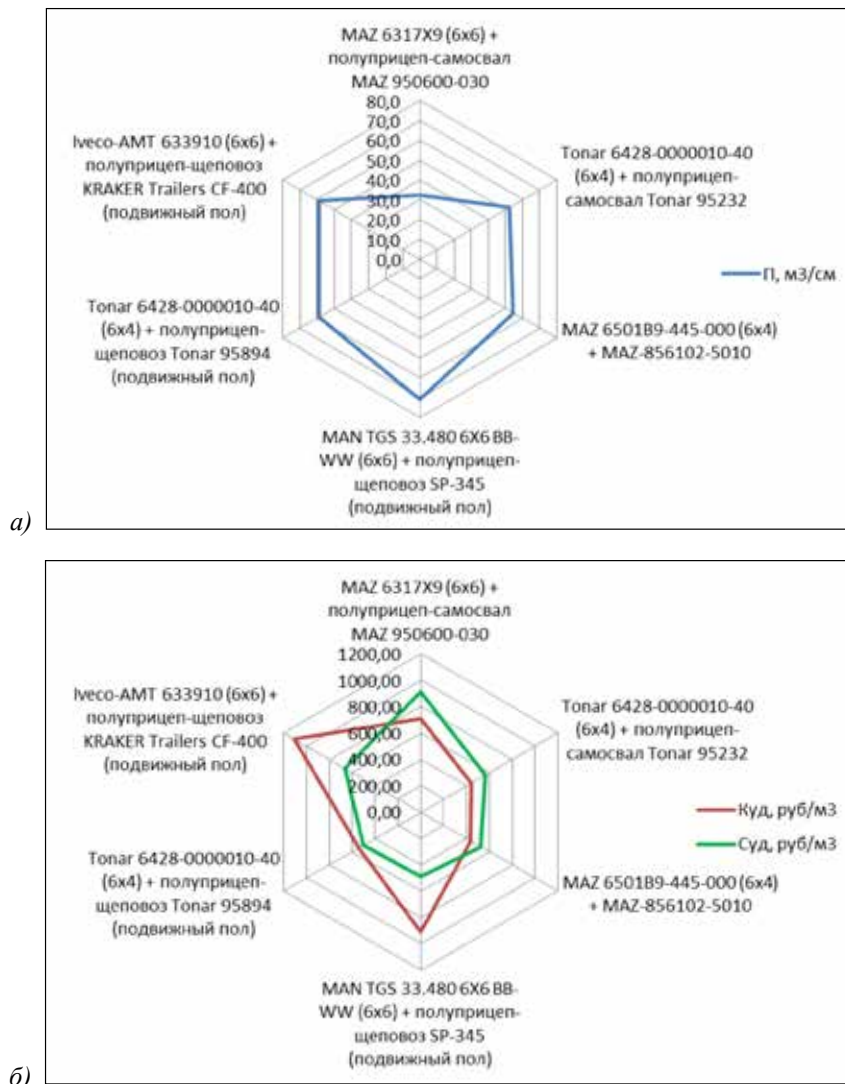 MAZ 6317X9 (6x6) +
полуприцеп-самосвал
MAZ 950600-030
80,0
70,0
60,0
50,0
40,0
30,0
20,0
10,0
0,0
Tonar 6428-0000010-40
(6x4) + полуприцеп-
самосвал Tonar 95232
MAZ 6501B9-445-000 (6x4)
+ MAZ-856102-5010
MAN TGS 33.480 6X6 BB-
WW (6x6) + полуприцеп-
щеповоз SP-345
(подвижный пол)
Tonar 6428-0000010-40
(6x4) + полуприцеп-
щеповоз Tonar 95894
(подвижный пол)
Iveco-AMT 633910 (6x6) +
полуприцеп-щеповоз
KRAKER Trailers CF-400
(подвижный пол)
П, м3/см
а)
MAZ 6317X9 (6x6) +
полуприцеп-самосвал
MAZ 950600-030
1200,00
1000,00
800,00
600,00
400,00
200,00
0,00
Tonar 6428-0000010-40
(6x4) + полуприцеп-
самосвал Tonar 95232
MAZ 6501B9-445-000 (6x4)
+ MAZ-856102-5010
MAN TGS 33.480 6X6 BB-
WW (6x6) + полуприцеп-
щеповоз SP-345
(подвижный пол)
Tonar 6428-0000010-40
(6x4) + полуприцеп-
щеповоз Tonar 95894
(подвижный пол)
Iveco-AMT 633910 (6x6) +
полуприцеп-щеповоз
KRAKER Trailers CF-400
(подвижный пол)
Куд, руб/м3
Суд, руб/м3
б)